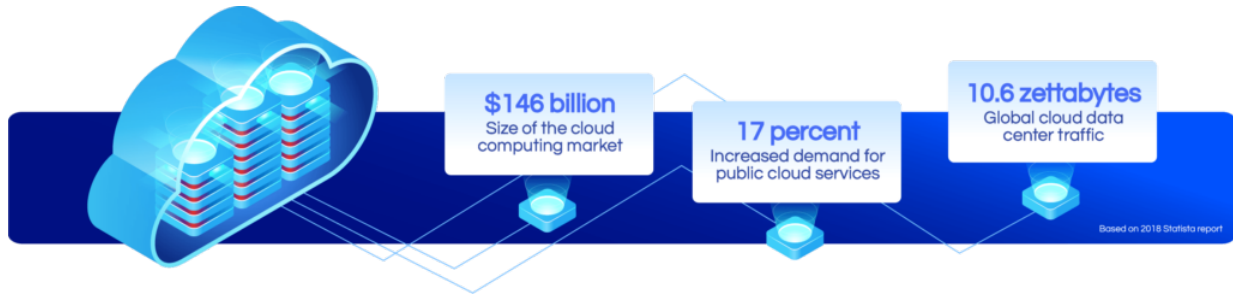 $146 billion
Size of the cloud
computing market
17 percent
Increased demand for
public cloud services
10.6 zettabytes
Global cloud data
center traffic
Based on 2018 Statista report